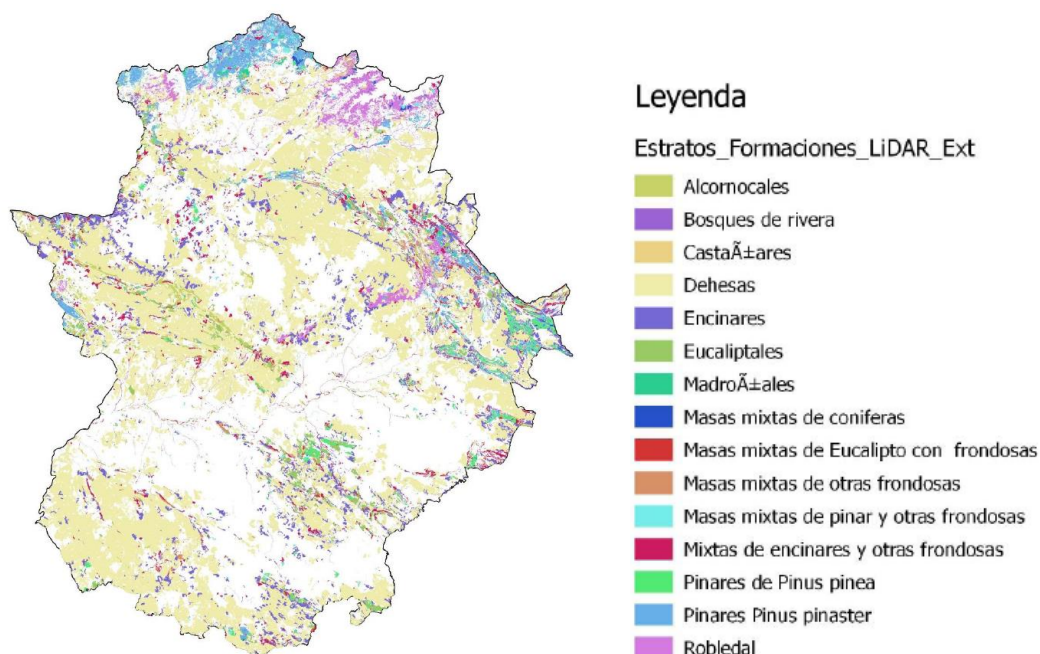 Leyenda
Estratos_Formaciones_LiDAR_Ext
Alcornocales
Bosques de rivera
CastaÃ±ares
Dehesas
Encinares
Eucaliptales
MadroÃ±ales
Masas mixtas de coniferas
Masas mixtas de Eucalipto con frondosas
Masas mixtas de otras frondosas
Masas mixtas de pinar y otras frondosas
Mixtas de encinares y otras frondosas
Pinares de Pinus pinea
Pinares Pinus pinaster
Robledal